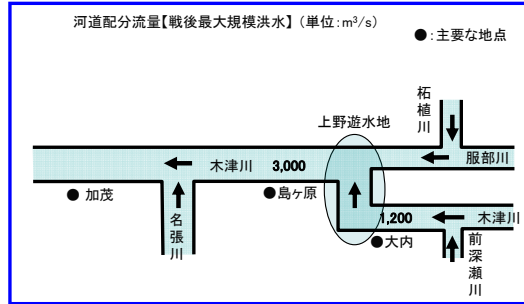 河道配分流量【戦後最大規模洪水】（単位:m³/s）
●:主要な地点
柘植川
上野遊水地
服部川
木津川 3,000
● 加茂
●島ヶ原
名張川
1,200 木津川
●大内
前深瀬川